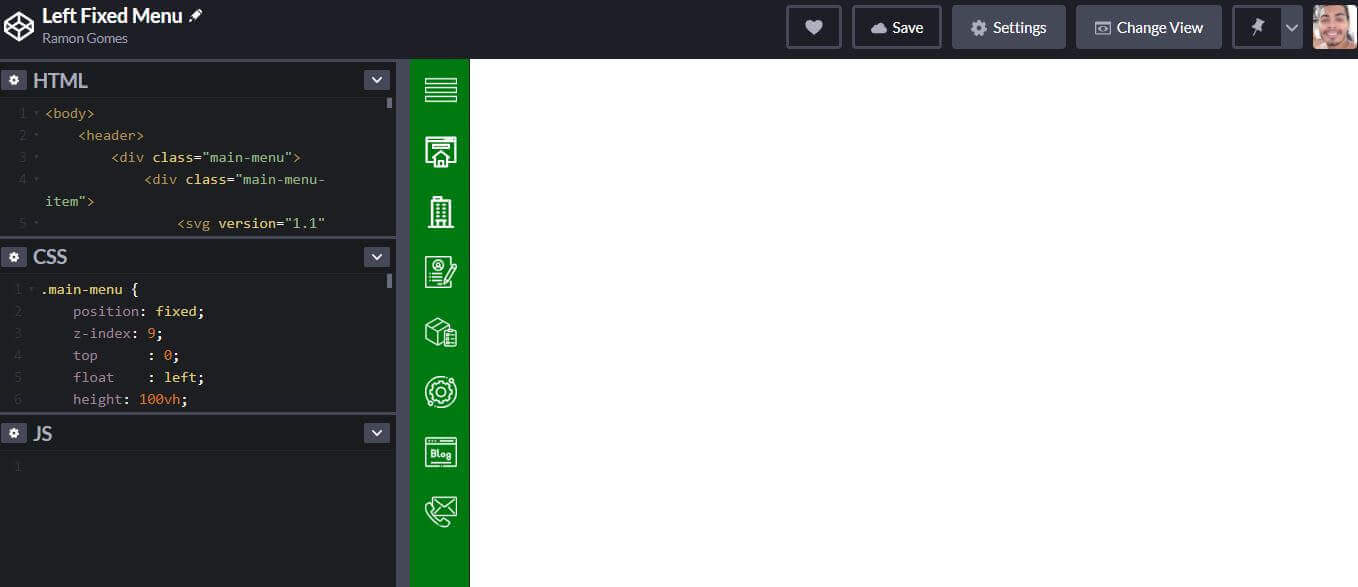 Left Fixed Menu
Ramon Gomes
Save
Settings
Change View
HTML
1 <body>
2 <header>
3 <div class="main-menu">
4 <div class="main-menu-
item">
5 <svg version="1.1"
CSS
1 .main-menu {
2 position: fixed;
3 z-index: 9;
4 top : 0;
5 float : left;
6 height: 100vh;
JS
1
Blog